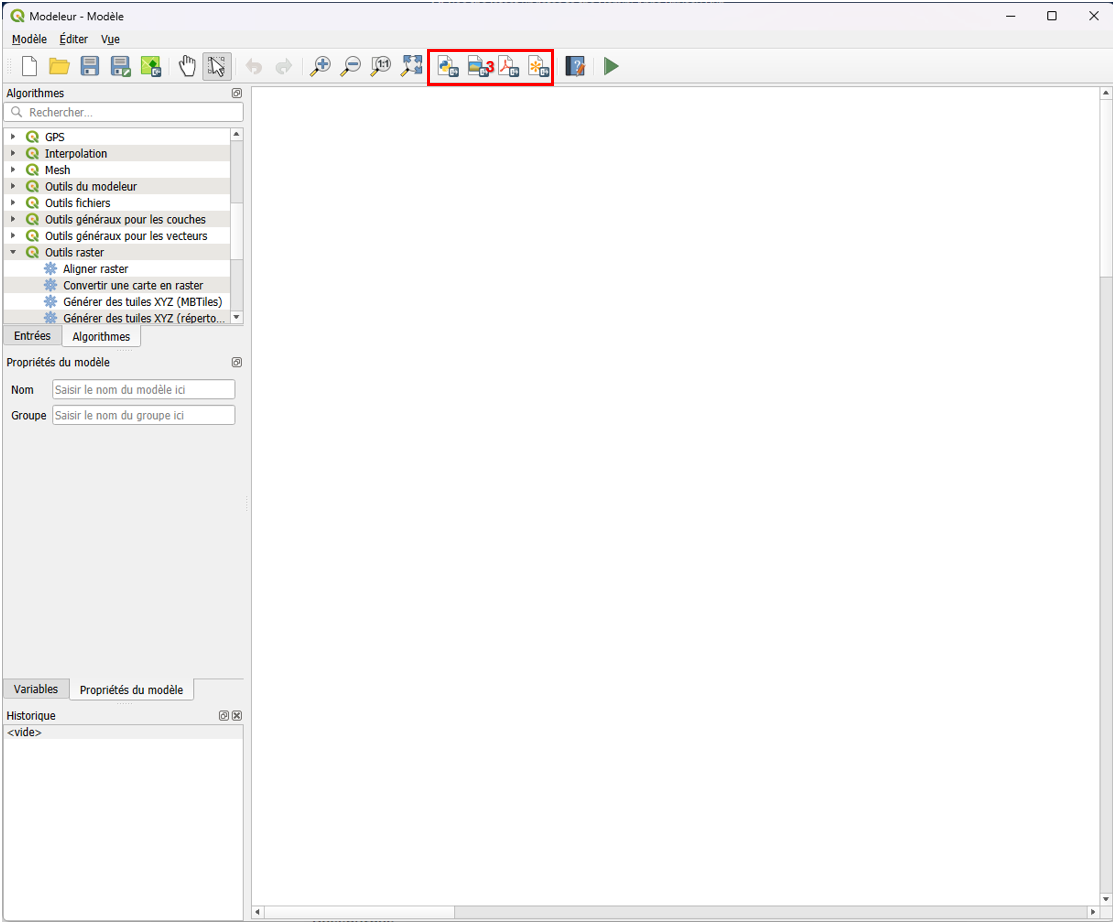 Modeleur - Modèle
Modèle Éditer Vue
1:1
3
?
Algorithmes
Rechercher...
GPS
Interpolation
Mesh
Outils du modeleur
Outils fichiers
Outils généraux pour les couches
Outils généraux pour les vecteurs
Outils raster
Aligner raster
Convertir une carte en raster
Générer des tuiles XYZ (MBTiles)
Générer des tuiles XYZ (réperto...
Entrées Algorithmes
Propriétés du modèle
Nom Saisir le nom du modèle ici
Groupe Saisir le nom du groupe ici
Variables Propriétés du modèle
Historique
<vide>